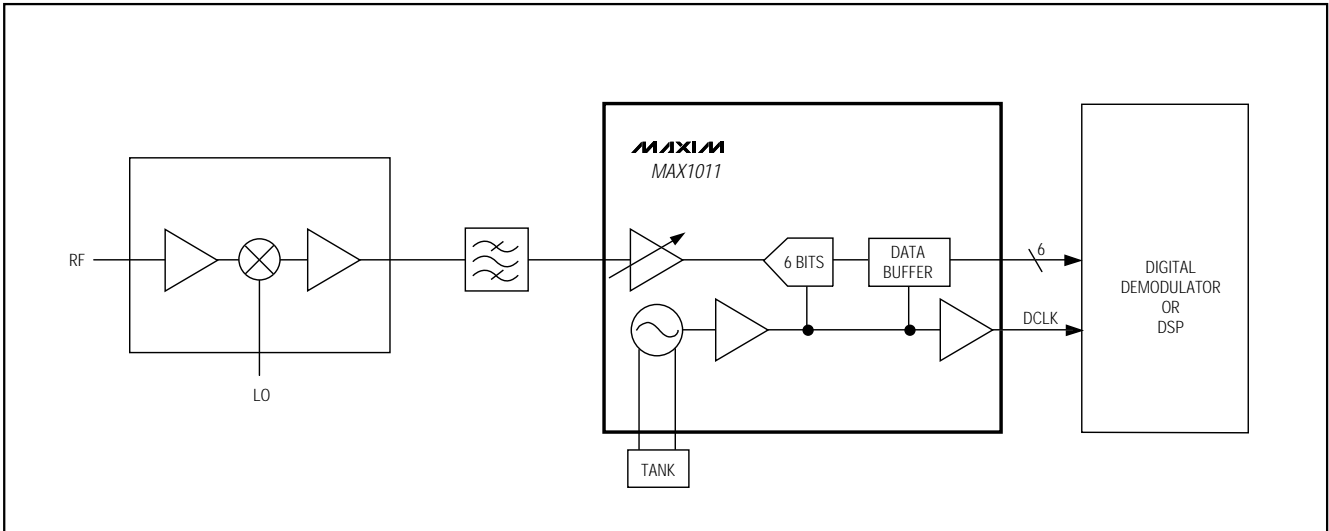 MAXIM
MAX1011
RF
6 BITS
DATA
BUFFER
6
DIGITAL
DEMODULATOR
OR
DSP
DCLK
LO
TANK